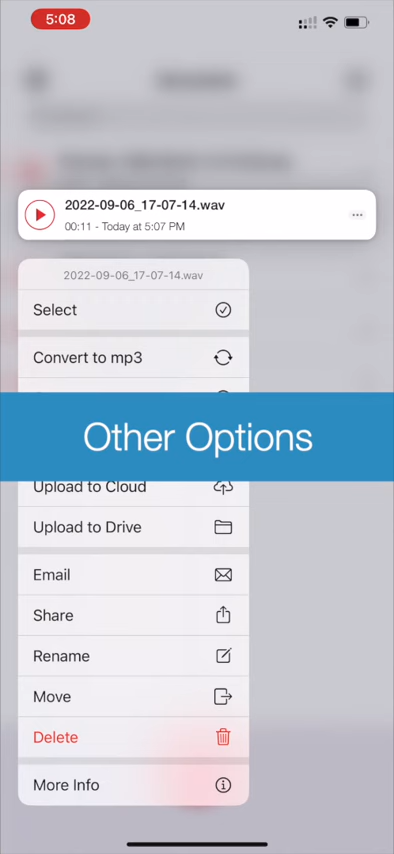 5:08
2022-09-06_17-07-14.wav
00:11 - Today at 5:07 PM
2022-09-06_17-07-14.wav
Select
Convert to mp3
Other Options
Upload to Cloud
Upload to Drive
Email
Share
Rename
Move
Delete
More Info